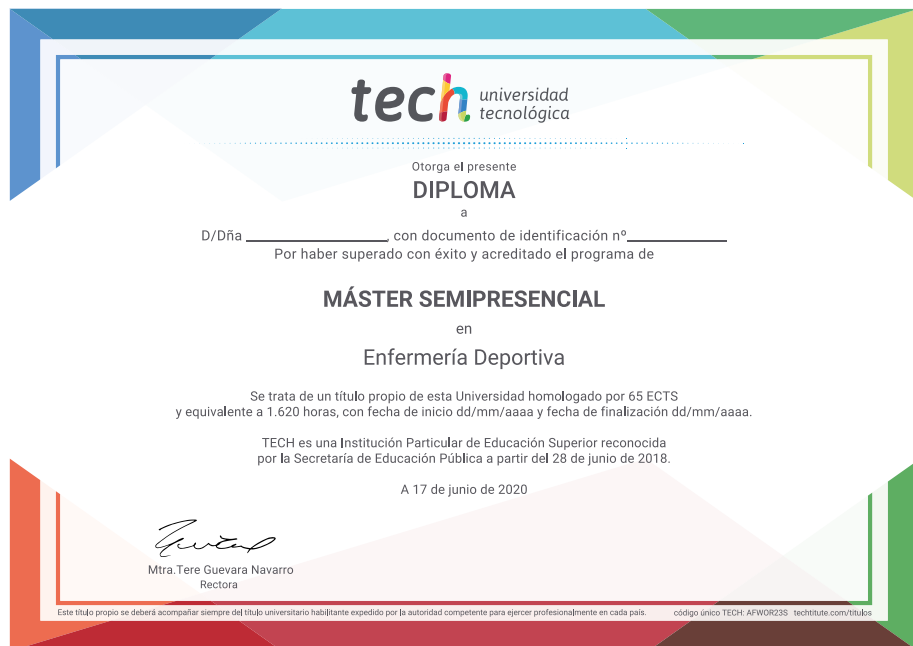 tech universidad
tecnológica
Otorga el presente
DIPLOMA
a
D/Dña ____________, con documento de identificación nº____________
Por haber superado con éxito y acreditado el programa de
MÁSTER SEMIPRESENCIAL
en
Enfermería Deportiva
Se trata de un título propio de esta Universidad homologado por 65 ECTS
y equivalente a 1.620 horas, con fecha de inicio dd/mm/aaaa y fecha de finalización dd/mm/aaaa.
TECH es una Institución Particular de Educación Superior reconocida
por la Secretaría de Educación Pública a partir del 28 de junio de 2018.
A 17 de junio de 2020
Mtra.Tere Guevara Navarro
Rectora
Este título propio se deberá acompañar siempre del título universitario habilitante expedido por la autoridad competente para ejercer profesionalmente en cada país. código único TECH: AFWOR23S techtitute.com/titulos